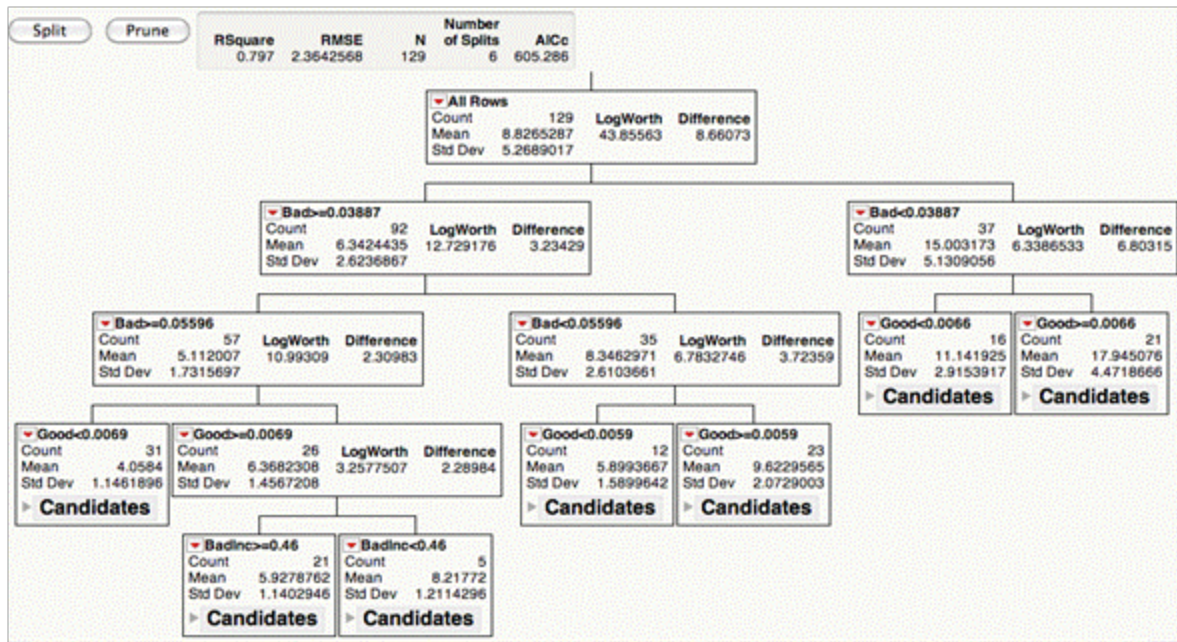 Split Prune
RSquare RMSE N Number of Splits AICc
0.797 2.3642568 129 6 605.286
All Rows
Count 129 LogWorth Difference
Mean 8.8265287 43.85563 8.66073
Std Dev 5.2689017
Bad>=0.03887
Count 92 LogWorth Difference
Mean 6.3424435 12.729176 3.23429
Std Dev 2.6236867
Bad<0.03887
Count 37 LogWorth Difference
Mean 15.003173 6.3386533 6.80315
Std Dev 5.1309056
Bad>=0.05596
Count 57 LogWorth Difference
Mean 5.112007 10.99309 2.30983
Std Dev 1.7315697
Bad<0.05596
Count 35 LogWorth Difference
Mean 8.3462971 6.7832746 3.72359
Std Dev 2.6103661
Good<0.0066
Count 16
Mean 11.141925
Std Dev 2.9153917
Candidates
Good>=0.0066
Count 21
Mean 17.945076
Std Dev 4.4718666
Candidates
Good<0.0069
Count 31
Mean 4.0584
Std Dev 1.1461896
Candidates
Good>=0.0069
Count 26 LogWorth Difference
Mean 6.3682308 3.2577507 2.28984
Std Dev 1.4567208
Good<0.0059
Count 12
Mean 5.8993667
Std Dev 1.5899642
Candidates
Good>=0.0059
Count 23
Mean 9.6229565
Std Dev 2.0729003
Candidates
BadInc>=0.46
Count 21
Mean 5.9278762
Std Dev 1.1402946
Candidates
BadInc<0.46
Count 5
Mean 8.21772
Std Dev 1.2114296
Candidates